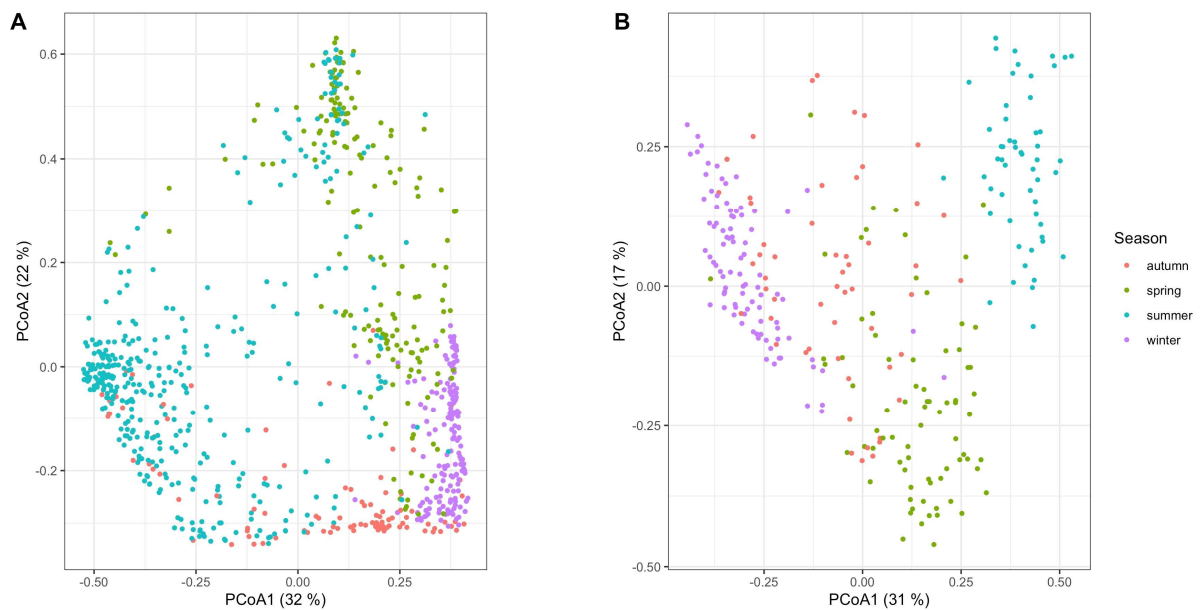 A
PCoA2 (22 %)
0.6
0.4
0.2
0.0
-0.2
-0.50
-0.25
0.00
0.25
PCoA1 (32 %)
B
PCoA2 (17 %)
0.25
0.00
-0.25
-0.50
-0.25
0.00
0.25
0.50
PCoA1 (31 %)
Season
autumn
spring
summer
winter